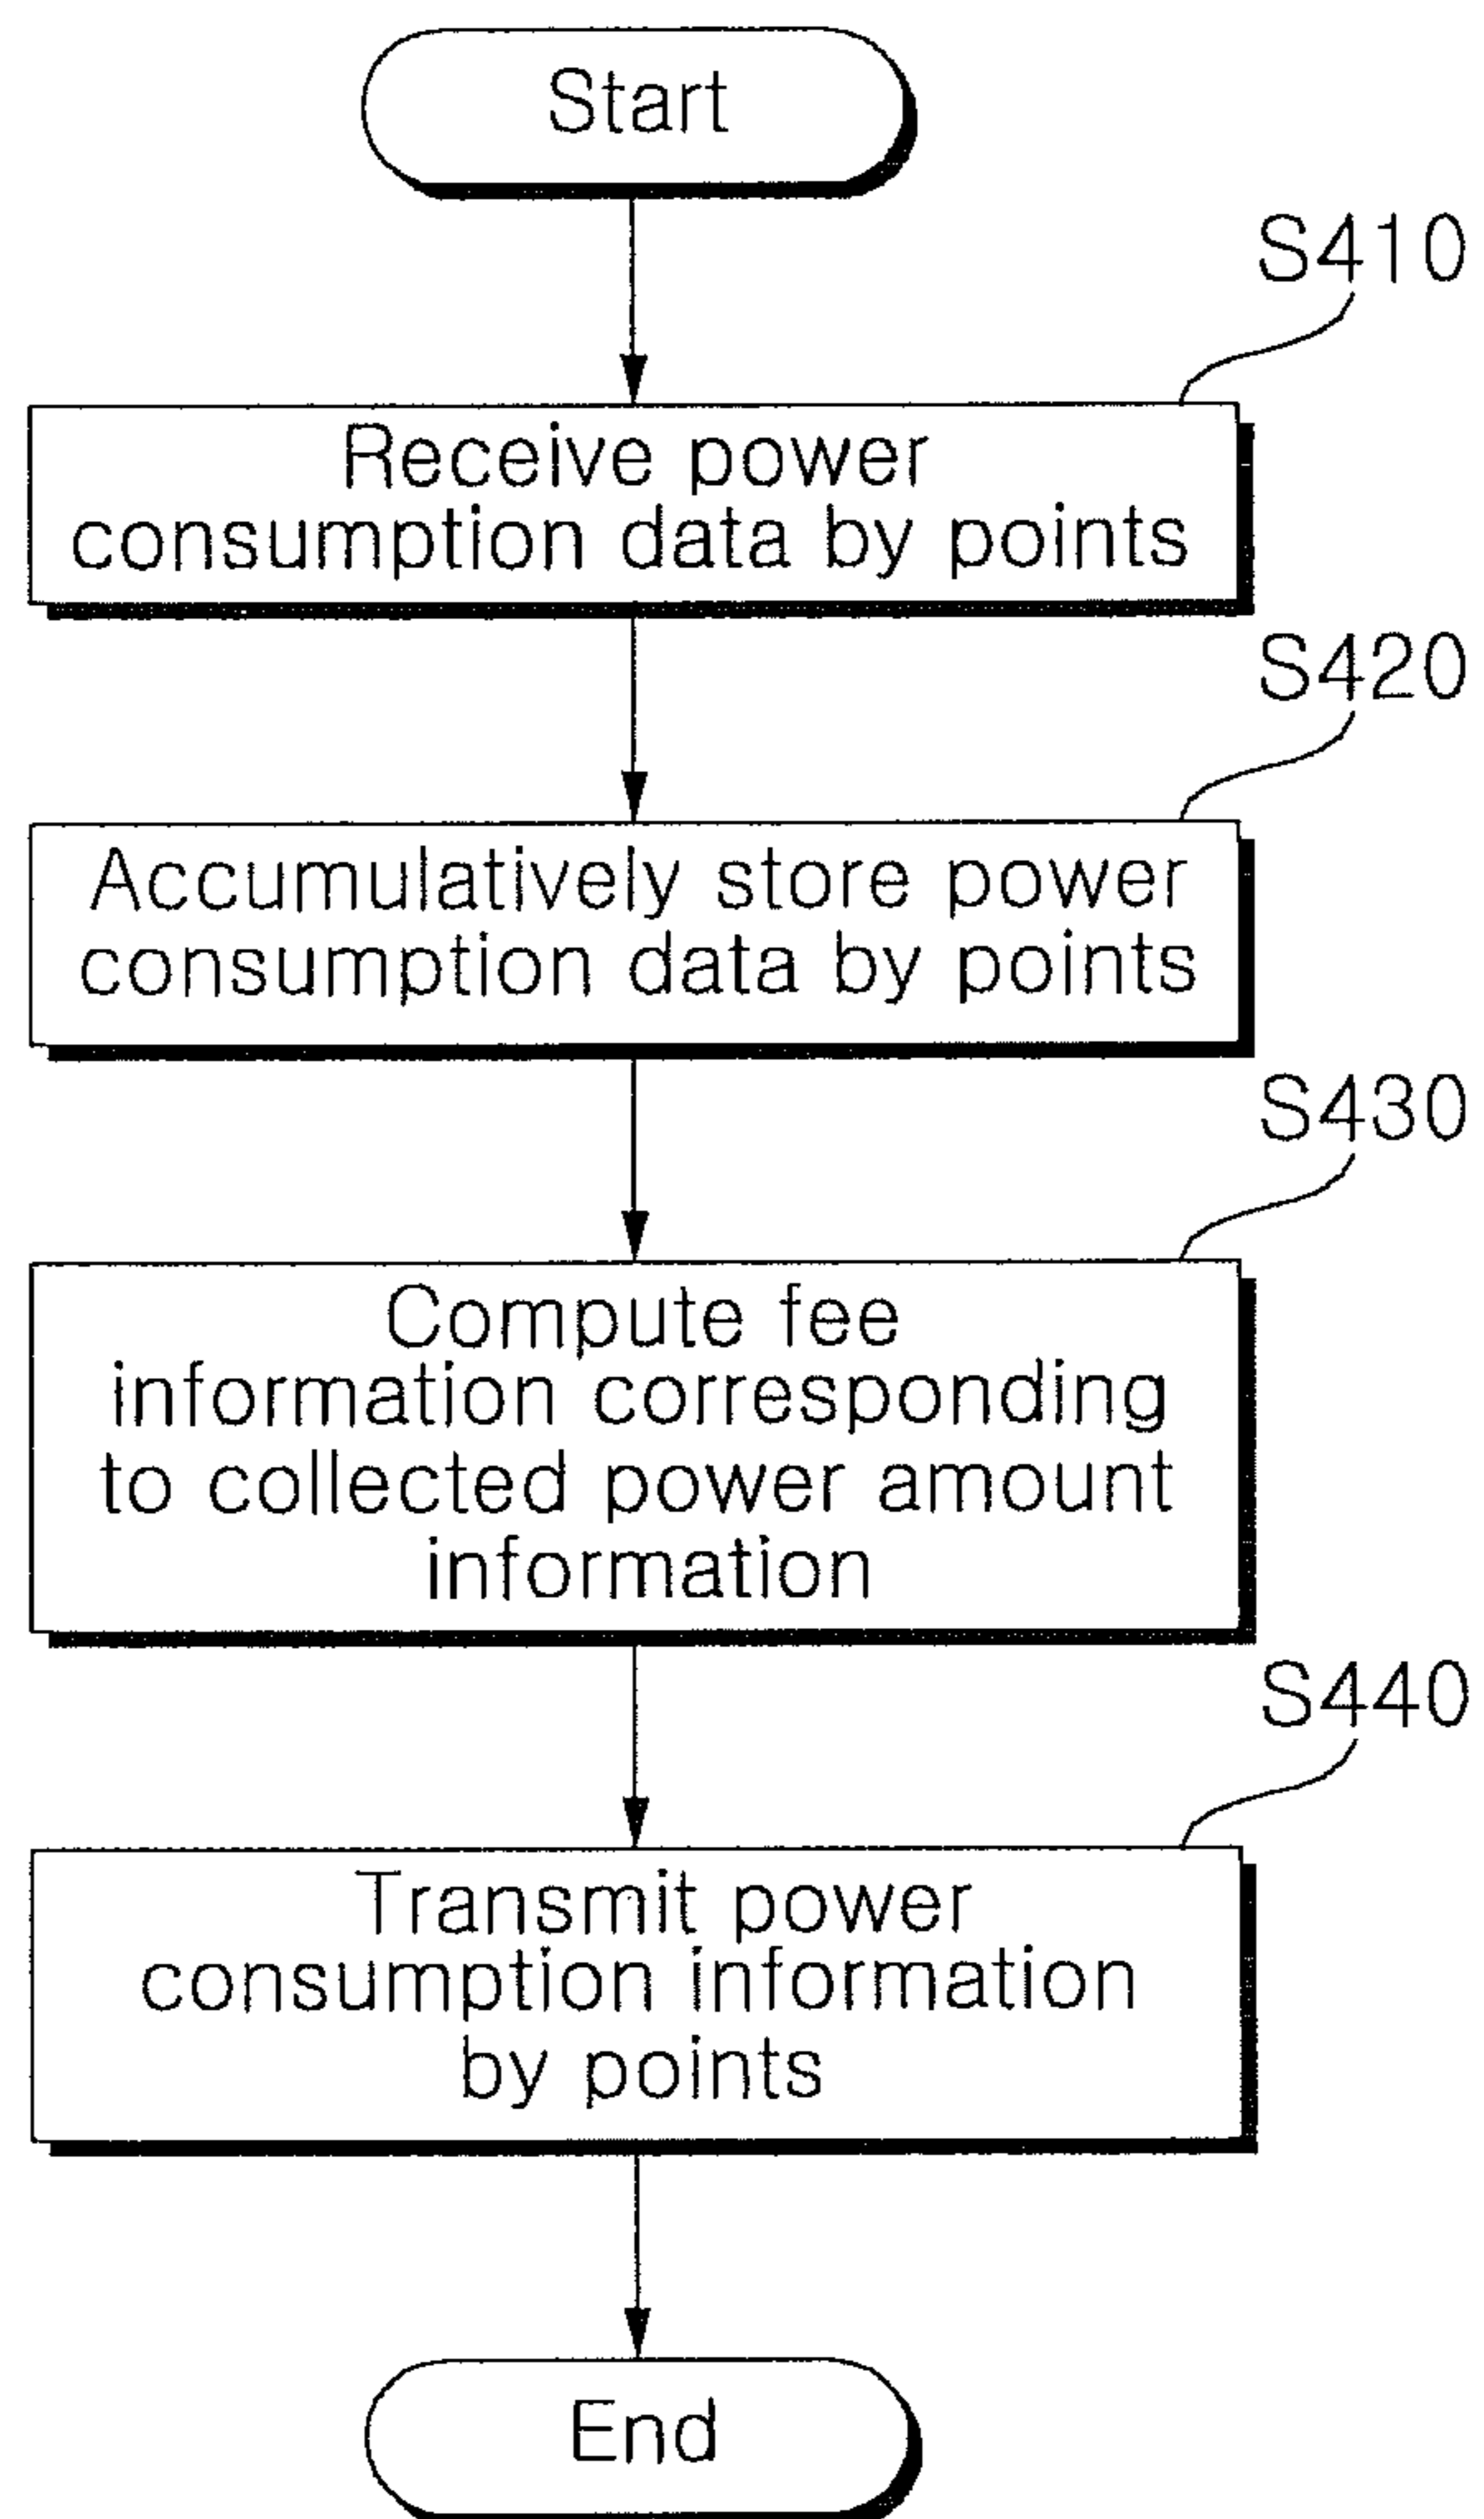 Start
S410
Receive power
consumption data by points
S420
Accumulatively store power
consumption data by points
S430
Compute fee
information corresponding
to collected power amount
information
S440
Transmit power
consumption information
by points
End